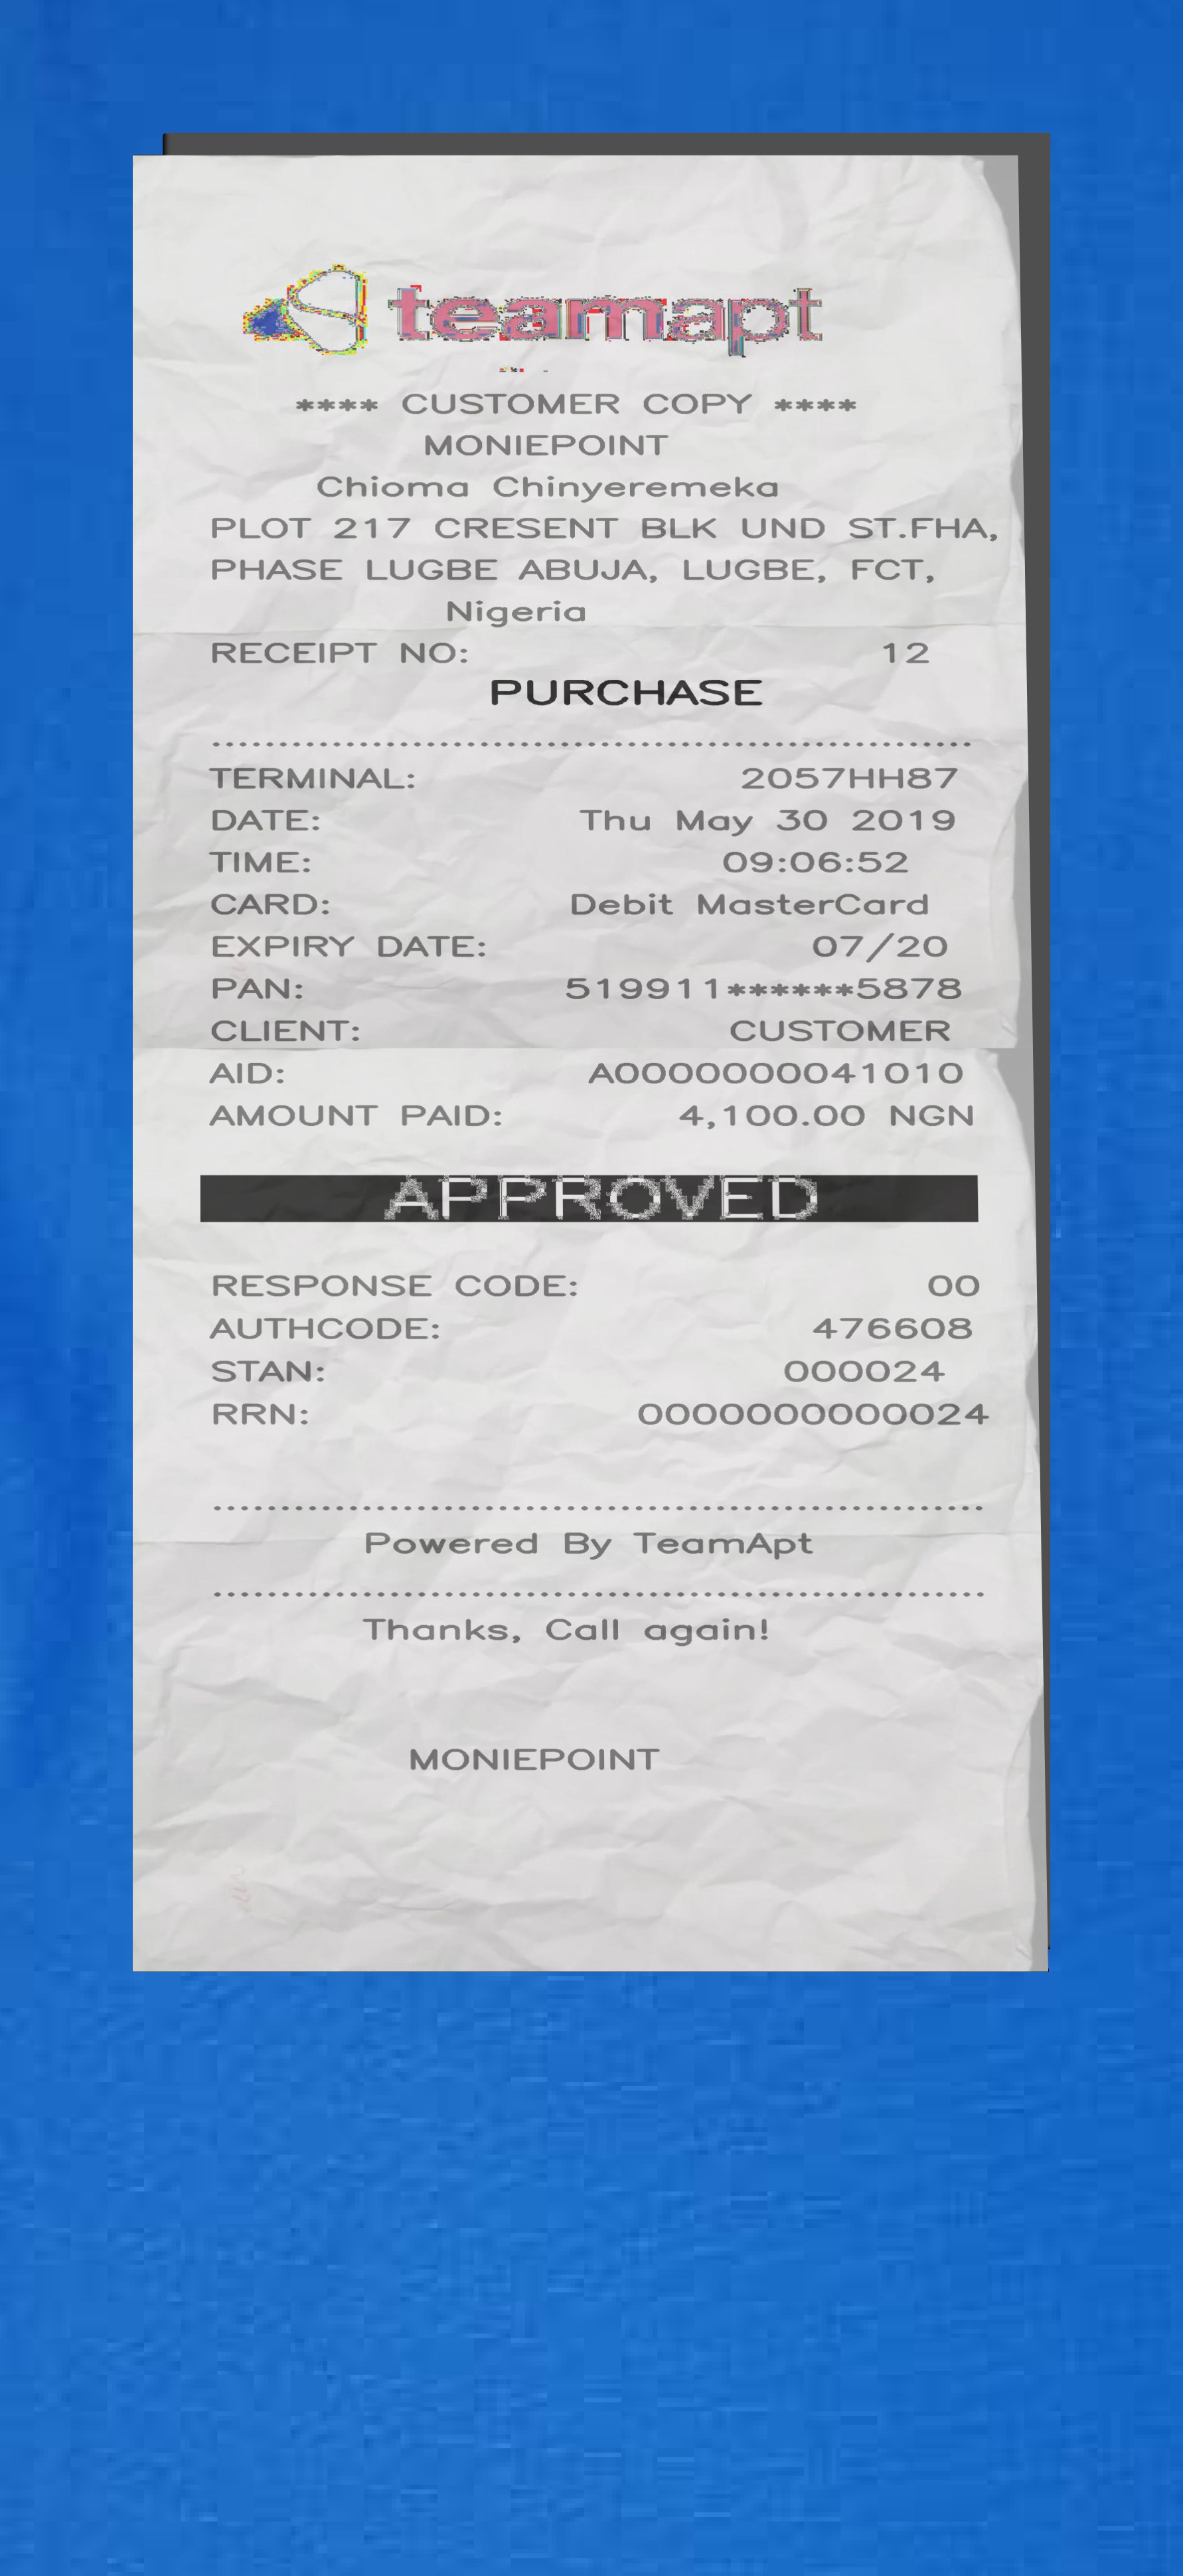 teamapt
**** CUSTOMER COPY ****
MONIEPOINT
Chioma Chinyeremeka
PLOT 217 CRESENT BLK UND ST.FHA,
PHASE LUGBE ABUJA, LUGBE, FCT,
Nigeria
RECEIPT NO: 12
PURCHASE
TERMINAL: 2057HH87
DATE: Thu May 30 2019
TIME: 09:06:52
CARD: Debit MasterCard
EXPIRY DATE: 07/20
PAN: 519911******5878
CLIENT: CUSTOMER
AID: A0000000041010
AMOUNT PAID: 4,100.00 NGN
APPROVED
RESPONSE CODE: 00
AUTHCODE: 476608
STAN: 000024
RRN: 0000000000024
Powered By TeamApt
Thanks, Call again!
MONIEPOINT